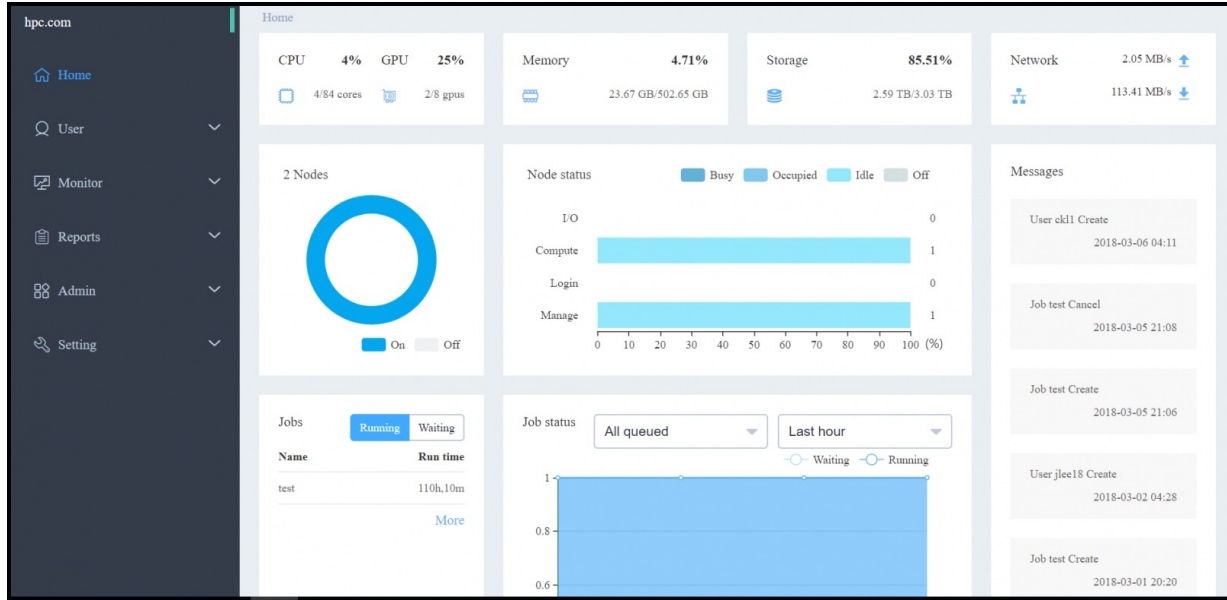 hpc.com
Home
User
Monitor
Reports
Admin
Setting
Home
CPU 4% GPU 25%
4/84 cores 2/8 gpus
Memory 4.71%
23.67 GB/502.65 GB
Storage 85.51%
2.59 TB/3.03 TB
Network 2.05 MB/s
113.41 MB/s
2 Nodes
On Off
Node status Busy Occupied Idle Off
I/O 0
Compute 1
Login 0
Manage 1
0 10 20 30 40 50 60 70 80 90 100 (%)
Messages
User ckl1 Create
2018-03-06 04:11
Job test Cancel
2018-03-05 21:08
Job test Create
2018-03-05 21:06
User jlee18 Create
2018-03-02 04:28
Job test Create
2018-03-01 20:20
Jobs Running Waiting
Name Run time
test 110h,10m
More
Job status All queued Last hour
Waiting Running
1
0.8
0.6